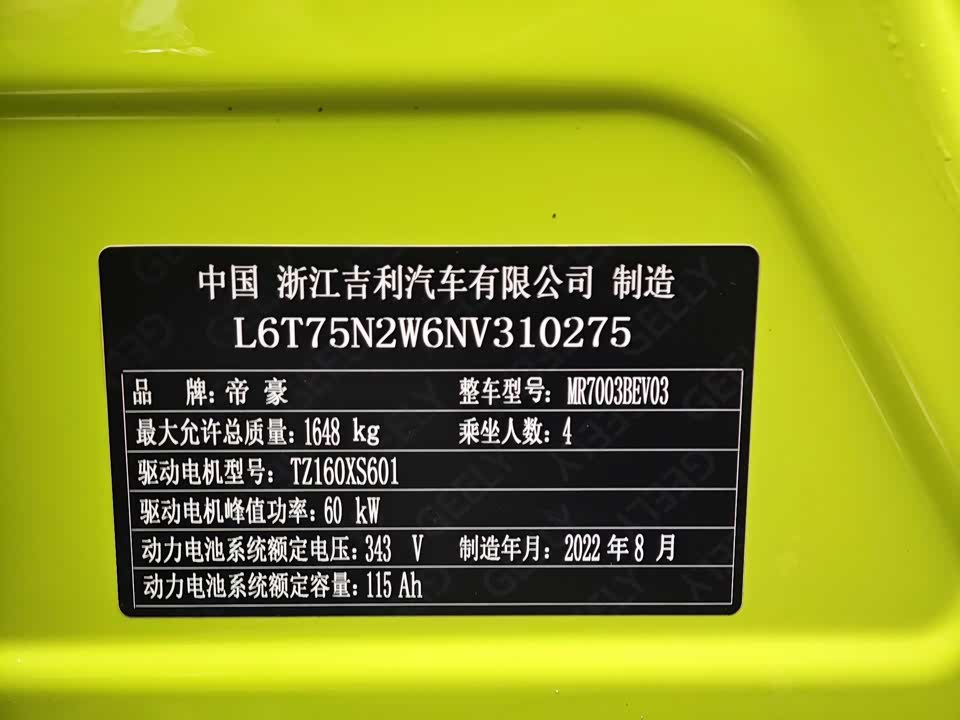 中国 浙江吉利汽车有限公司 制造
L6T75N2W6NV310275
品 牌: 帝 豪 整车型号: MR7003BEV03
最大允许总质量: 1648 kg 乘坐人数: 4
驱动电机型号: TZ160XS601
驱动电机峰值功率: 60 kW
动力电池系统额定电压: 343 V 制造年月: 2022 年 8 月
动力电池系统额定容量: 115 Ah